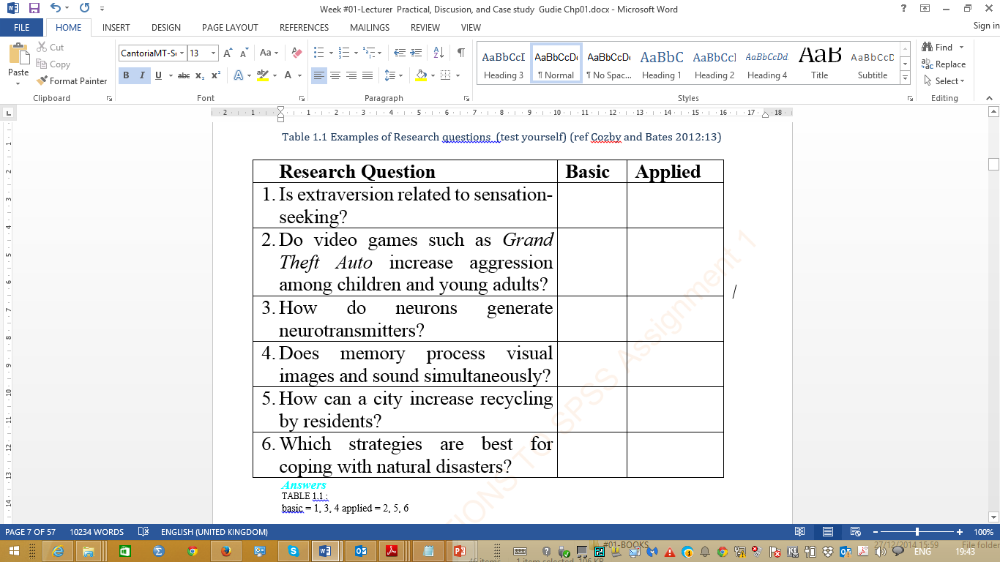 Week #01-Lecturer Practical, Discusion, and Case study Gudie Chp01.docx - Microsoft Word
FILE HOME INSERT DESIGN PAGE LAYOUT REFERENCES MAILINGS REVIEW VIEW Sign in
Paste
Cut
Copy
Format Painter
Clipboard
CantoriaMT-S 13
Font
Paragraph
AaBbCcI AaBbCcDc AaBbCcDc AaBbC AaBbCcI AaBbCcDd. AaB AaBbCcD
Heading 3 ¶ Normal ¶ No Spac... Heading 1 Heading 2 Heading 4 Title Subtitle
Styles
Find
Replace
Select
Editing
2 1 1 2 3 4 5 6 7 8 9 10 11 12 13 14 15 16 17 18
Table 1.1 Examples of Research questions (test yourself) (ref Cozby and Bates 2012:13)
Research Question Basic Applied
1. Is extraversion related to sensation-
seeking?
2. Do video games such as Grand
Theft Auto increase aggression
among children and young adults?
3. How do neurons generate
neurotransmitters?
4. Does memory process visual
images and sound simultaneously?
5. How can a city increase recycling
by residents?
6. Which strategies are best for
coping with natural disasters?
Answers
TABLE 1.1 :
basic = 1, 3, 4 applied = 2, 5, 6
IONS TO SPSS Assignment 1
PAGE 7 OF 57 10234 WORDS ENGLISH (UNITED KINGDOM) 100%
#01-BOOKS
27/12/2014 15:59 File folder
ENG 19:43
1 item selected